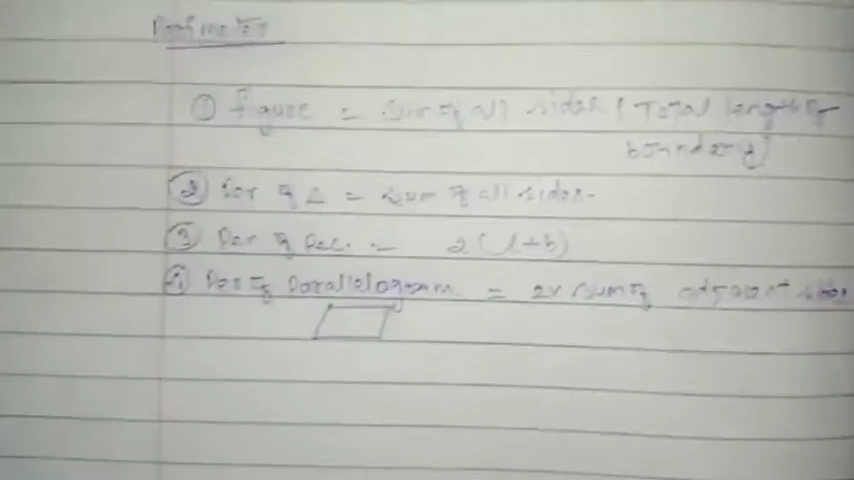 Perimeter
① figure = sum of all sides (Total length of
boundary)
② Per of Δ = sum of all sides.
③ Per of Rec. = 2(l+b)
④ Per of Parallelogram = 2x sum of adjacent sides